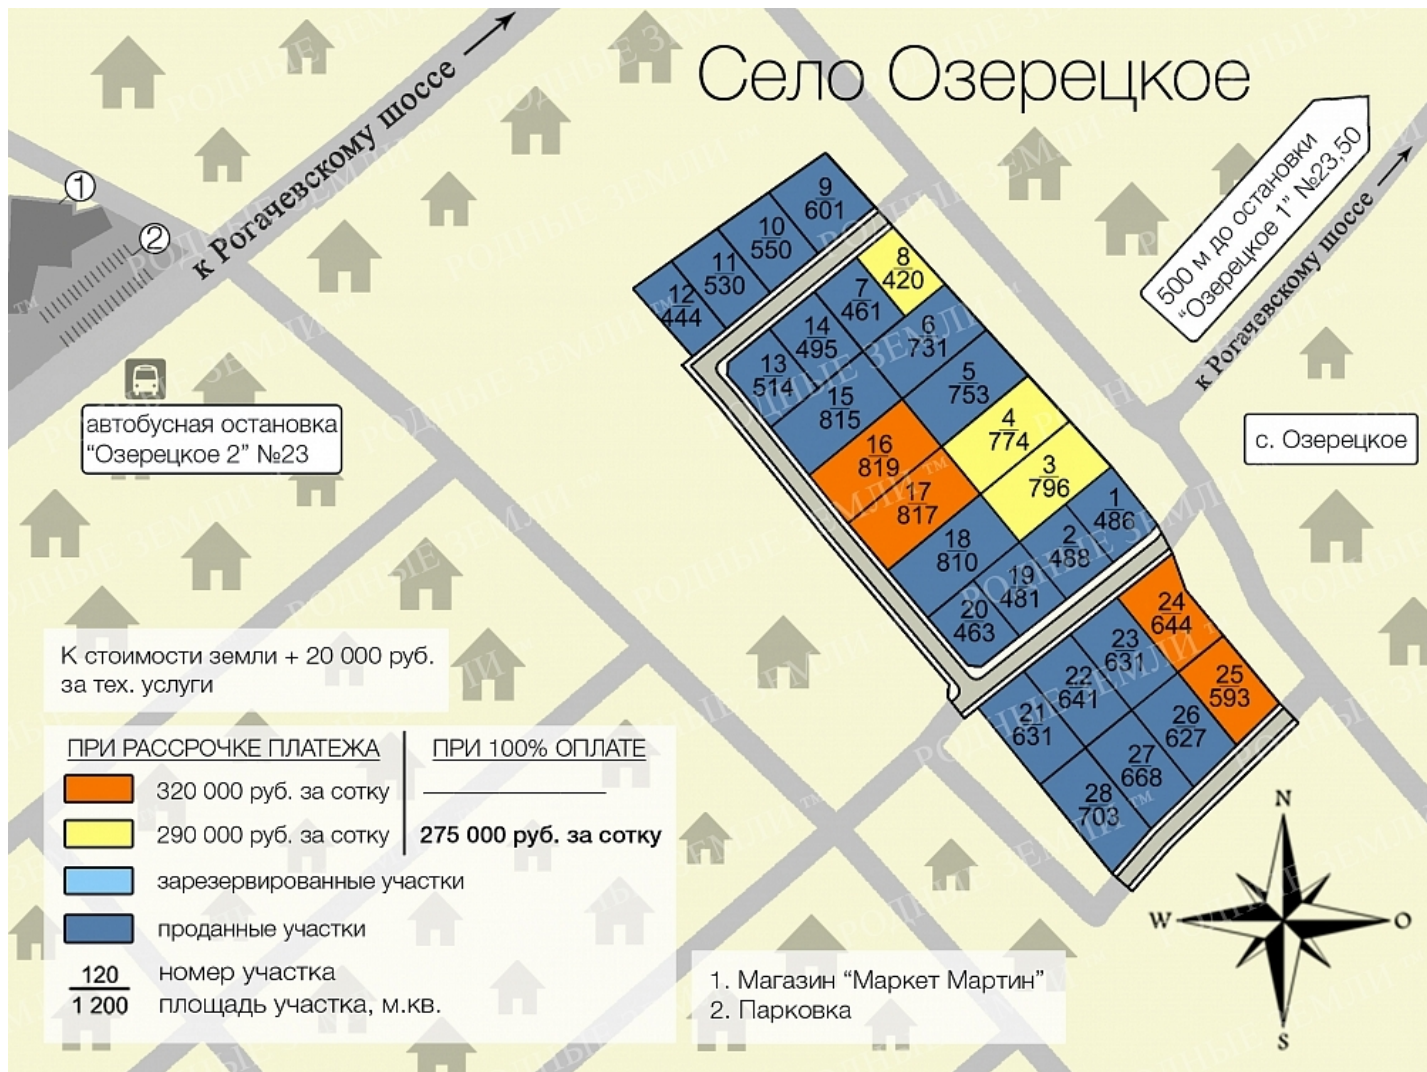 Село Озерецкое
к Рогачевскому шоссе
500 м до остановки
“Озерецкое 1” №23,50
к Рогачевскому шоссе
с. Озерецкое
1
2
автобусная остановка
“Озерецкое 2” №23
9
601
10
550
11
530
12
444
8
420
7
461
14
495
13
514
6
731
5
753
15
815
4
774
16
819
3
796
17
817
1
486
2
488
18
810
19
481
20
463
24
644
23
631
22
641
21
631
25
593
26
627
27
668
28
703
К стоимости земли + 20 000 руб.
за тех. услуги
ПРИ РАССРОЧКЕ ПЛАТЕЖА
ПРИ 100% ОПЛАТЕ
320 000 руб. за сотку
290 000 руб. за сотку
275 000 руб. за сотку
зарезервированные участки
проданные участки
120 номер участка
1 200 площадь участка, м.кв.
1. Магазин “Маркет Мартин”
2. Парковка
N
W
O
S
РОДНЫЕ ЗЕМЛИ ™